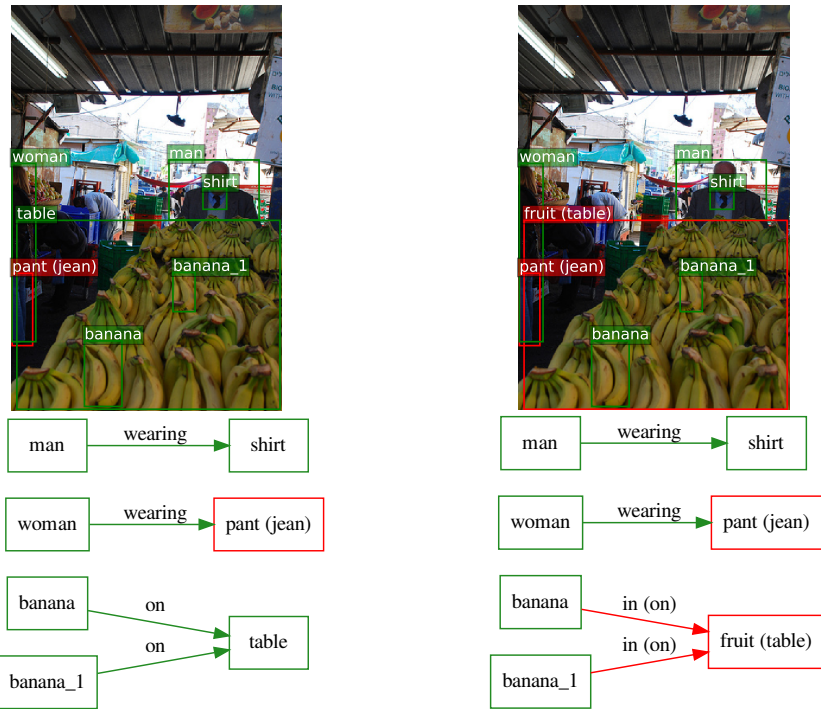 woman
man
shirt
table
pant (jean)
banana_1
banana
woman
man
shirt
fruit (table)
pant (jean)
banana_1
banana
man
wearing
shirt
woman
wearing
pant (jean)
banana
on
on
banana_1
table
man
wearing
shirt
woman
wearing
pant (jean)
banana
in (on)
in (on)
banana_1
fruit (table)